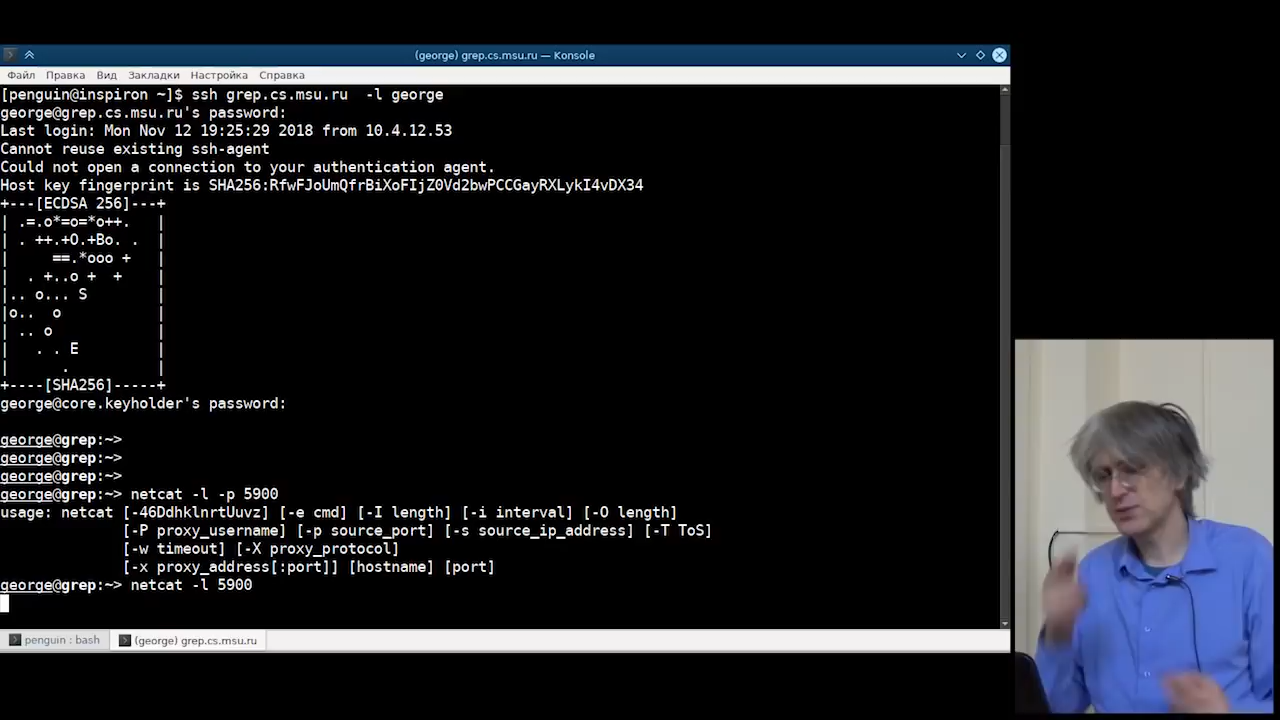 (george) grep.cs.msu.ru — Konsole
Файл Правка Вид Закладки Настройка Справка
[penguin@inspiron ~]$ ssh grep.cs.msu.ru  -l george
george@grep.cs.msu.ru's password:
Last login: Mon Nov 12 19:25:29 2018 from 10.4.12.53
Cannot reuse existing ssh-agent
Could not open a connection to your authentication agent.
Host key fingerprint is SHA256:RfwFJoUmQfrBiXoFIjZ0Vd2bwPCCGayRXLykI4vDX34
+---[ECDSA 256]---+
| .=.o*=o=*o++.   |
| . ++.+O.+Bo. .  |
|     ==.*ooo +   |
|  . +..o +  +    |
|.. o... S        |
|o..  o           |
| .. o            |
|   . . E         |
|      .          |
+----[SHA256]-----+
george@core.keyholder's password:
george@grep:~>
george@grep:~>
george@grep:~>
george@grep:~> netcat -l -p 5900
usage: netcat [-46DdhklnrtUuvz] [-e cmd] [-I length] [-i interval] [-O length]
              [-P proxy_username] [-p source_port] [-s source_ip_address] [-T ToS]
              [-w timeout] [-X proxy_protocol]
              [-x proxy_address[:port]] [hostname] [port]
george@grep:~> netcat -l 5900
penguin : bash (george) grep.cs.msu.ru